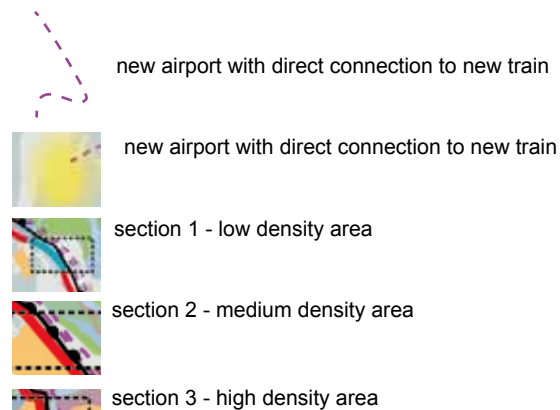 new airport with direct connection to new train
new airport with direct connection to new train
section 1 - low density area
section 2 - medium density area
section 3 - high density area